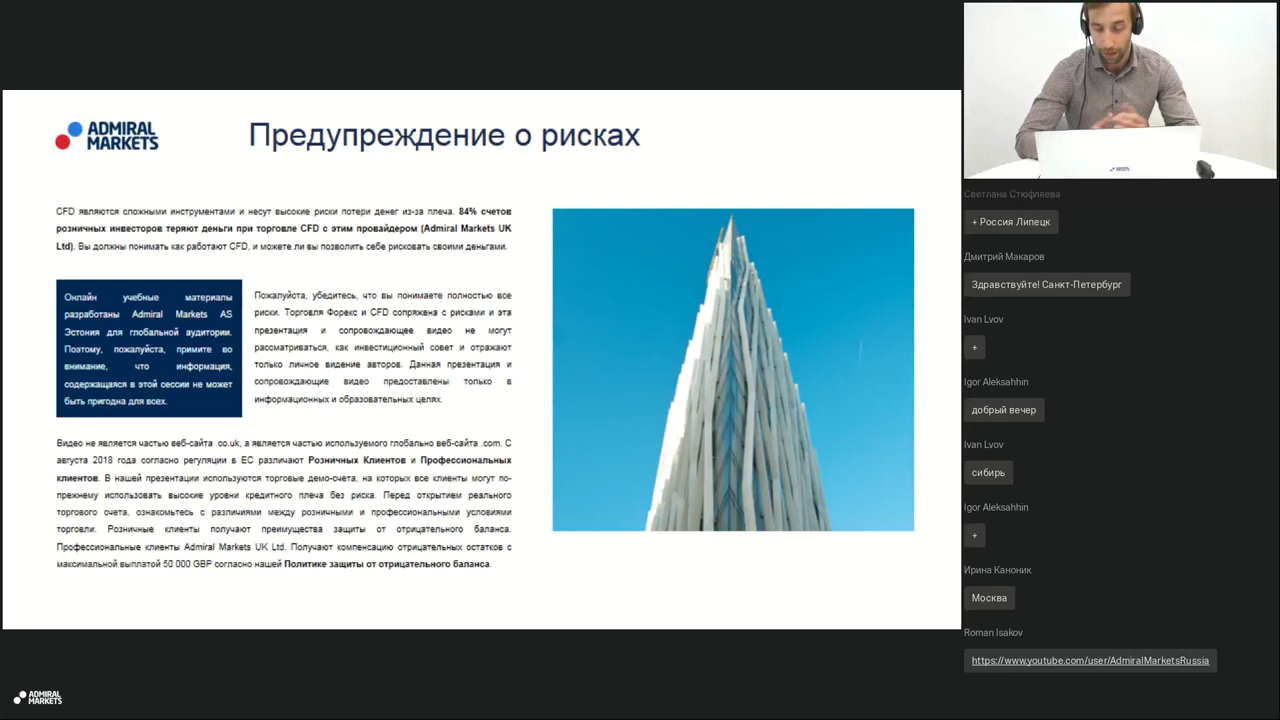 ADMIRAL
MARKETS
Предупреждение о рисках
CFD являются сложными инструментами и несут высокие риски потери денег из-за плеча. 84% счетов
розничных инвесторов теряют деньги при торговле CFD с этим провайдером (Admiral Markets UK
Ltd). Вы должны понимать как работают CFD, и можете ли вы позволить себе рисковать своими деньгами.
Онлайн учебные материалы
разработаны Admiral Markets AS
Эстония для глобальной аудитории.
Поэтому, пожалуйста, примите во
внимание, что информация,
содержащаяся в этой сессии не может
быть пригодна для всех.
Пожалуйста, убедитесь, что вы понимаете полностью все
риски. Торговля Форекс и CFD сопряжена с рисками и эта
презентация и сопровождающее видео не могут
рассматриваться, как инвестиционный совет и отражают
только личное видение авторов. Данная презентация и
сопровождающие видео предоставлены только в
информационных и образовательных целях.
Видео не является частью веб-сайта .co.uk, а является частью используемого глобально веб-сайта .com. С
августа 2018 года согласно регуляции в ЕС различают Розничных Клиентов и Профессиональных
клиентов. В нашей презентации используются торговые демо-счета, на которых все клиенты могут по-
прежнему использовать высокие уровни кредитного плеча без риска. Перед открытием реального
торгового счета, ознакомьтесь с различиями между розничными и профессиональными условиями
торговли. Розничные клиенты получают преимущества защиты от отрицательного баланса.
Профессиональные клиенты Admiral Markets UK Ltd. Получают компенсацию отрицательных остатков с
максимальной выплатой 50 000 GBP согласно нашей Политике защиты от отрицательного баланса.
Светлана Стюфляева
+ Россия Липецк
Дмитрий Макаров
Здравствуйте! Санкт-Петербург
Ivan Lvov
+
Igor Aleksahhin
добрый вечер
Ivan Lvov
сибирь
Igor Aleksahhin
+
Ирина Каноник
Москва
Roman Isakov
https://www.youtube.com/user/AdmiralMarketsRussia
ADMIRAL
MARKETS